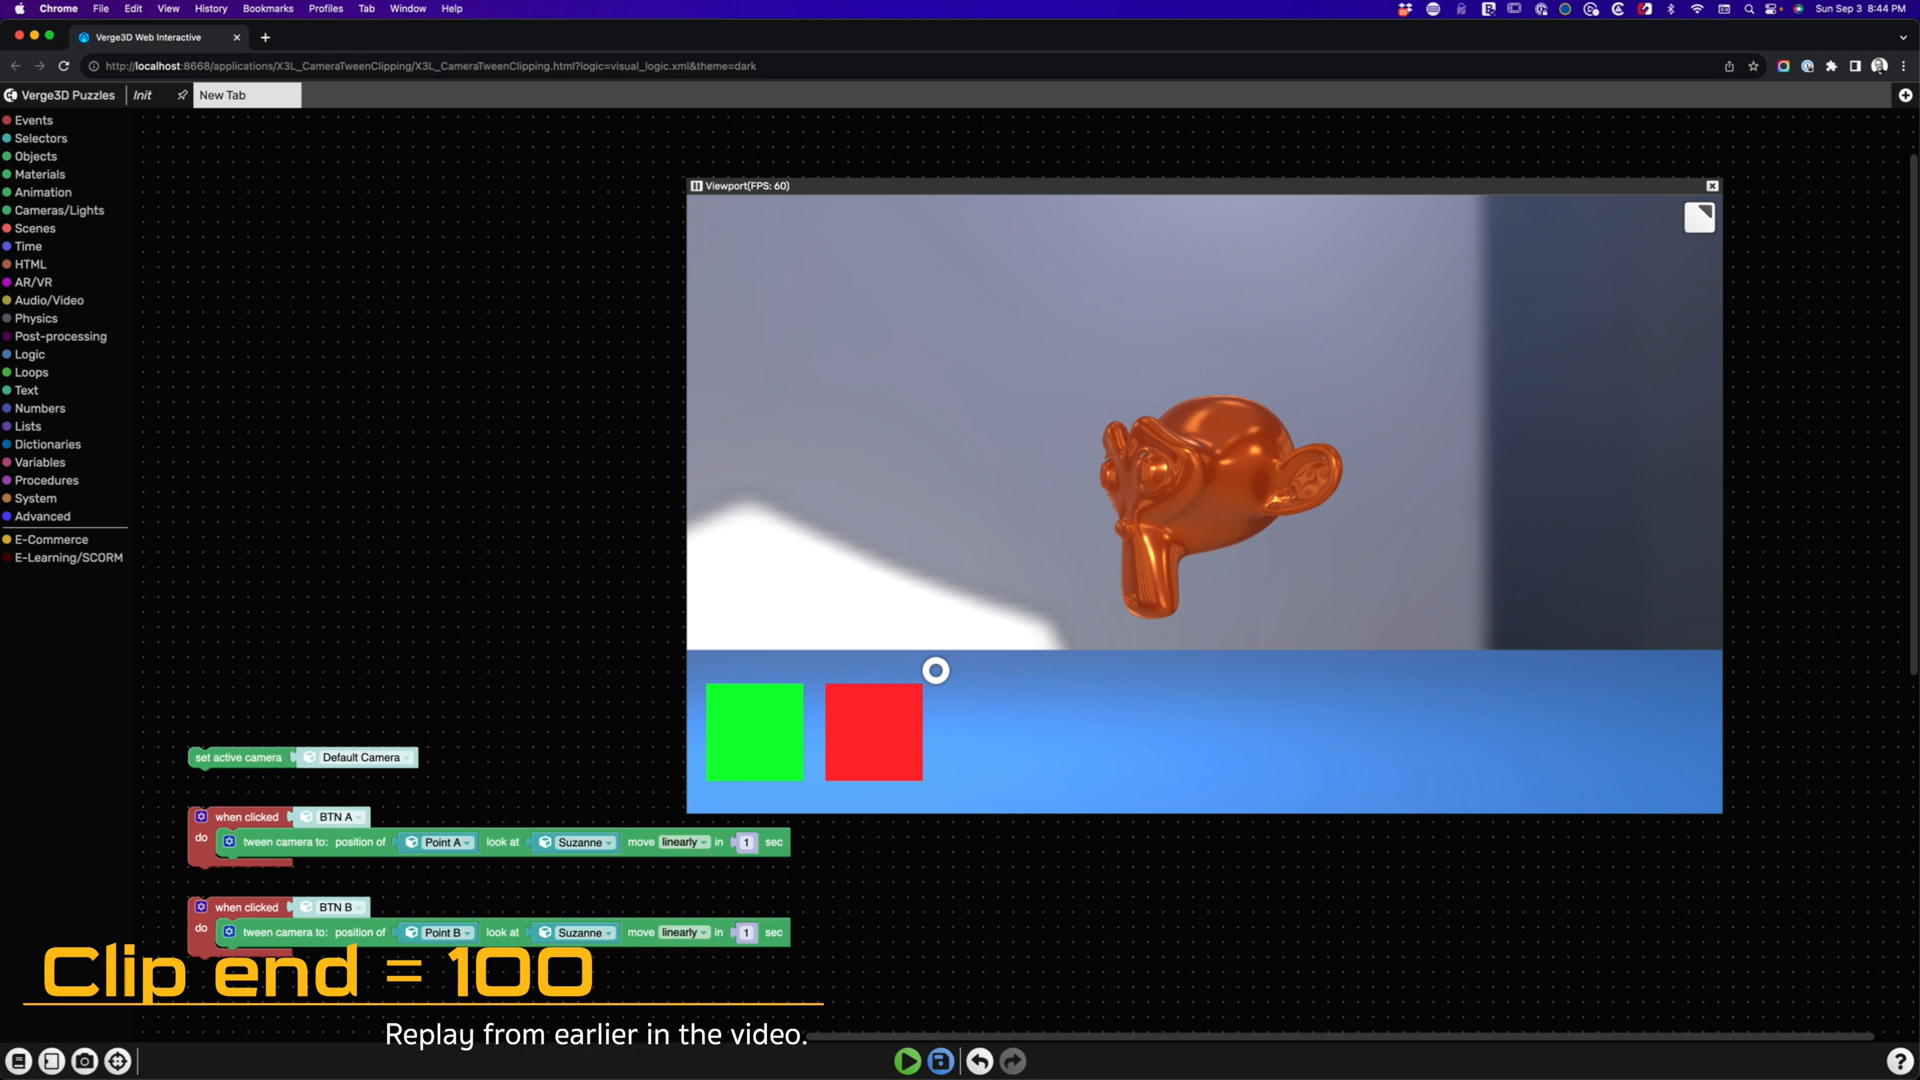 Chrome File Edit View History Bookmarks Profiles Tab Window Help Sun Sep 3 8:44 PM
Verge3D Web Interactive
http://localhost:8668/applications/X3L_CameraTweenClipping/X3L_CameraTweenClipping.html?logic=visual_logic.xml&theme=dark
Verge3D Puzzles Init New Tab
Events
Selectors
Objects
Materials
Animation
Cameras/Lights
Scenes
Time
HTML
AR/VR
Audio/Video
Physics
Post-processing
Logic
Loops
Text
Numbers
Lists
Dictionaries
Variables
Procedures
System
Advanced
E-Commerce
E-Learning/SCORM
Viewport(FPS: 60)
set active camera Default Camera
when clicked BTN A
do tween camera to: position of Point A look at Suzanne move linearly in 1 sec
when clicked BTN B
do tween camera to: position of Point B look at Suzanne move linearly in 1 sec
Clip end = 100
Replay from earlier in the video.
?